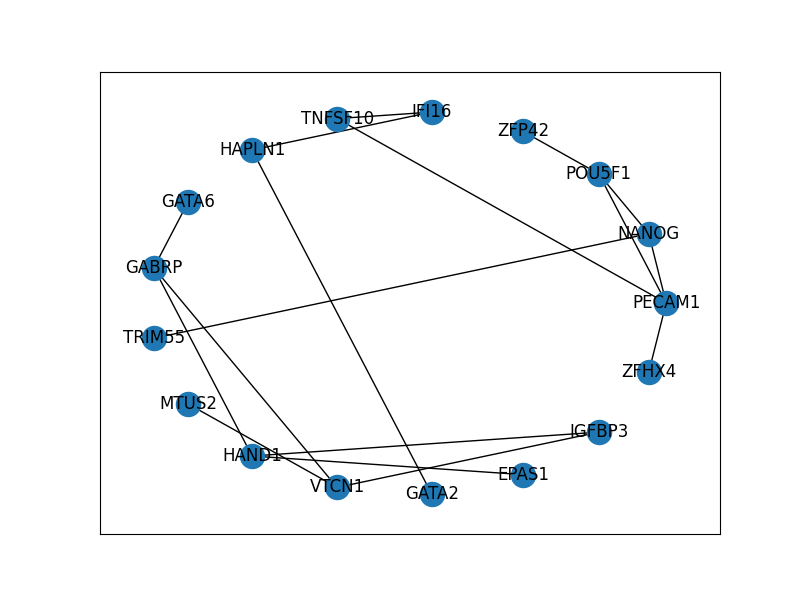 IFI16
TNFSF10
ZFP42
HAPLN1
POU5F1
GATA6
NANOG
GABRP
PECAM1
TRIM55
ZFHX4
MTUS2
IGFBP3
HAND1
EPAS1
VTCN1
GATA2